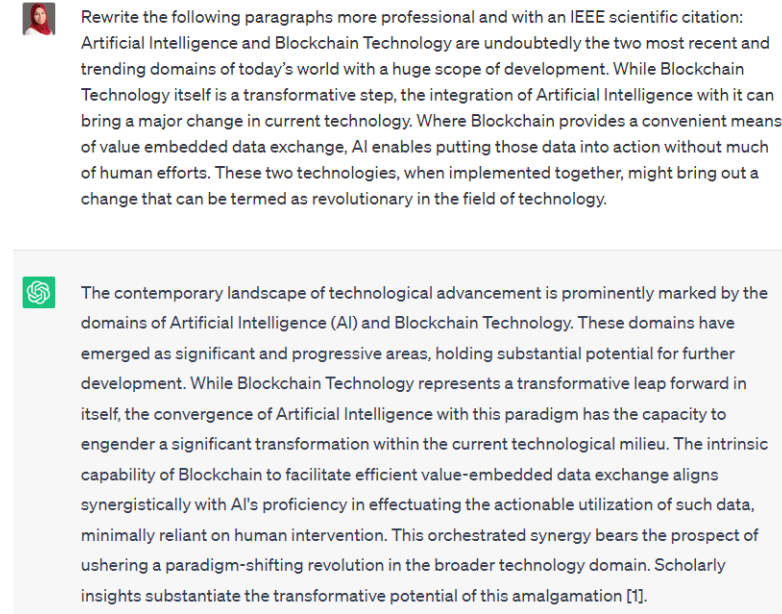 Rewrite the following paragraphs more professional and with an IEEE scientific citation:
Artificial Intelligence and Blockchain Technology are undoubtedly the two most recent and
trending domains of today's world with a huge scope of development. While Blockchain
Technology itself is a transformative step, the integration of Artificial Intelligence with it can
bring a major change in current technology. Where Blockchain provides a convenient means
of value embedded data exchange, AI enables putting those data into action without much
of human efforts. These two technologies, when implemented together, might bring out a
change that can be termed as revolutionary in the field of technology.
The contemporary landscape of technological advancement is prominently marked by the
domains of Artificial Intelligence (AI) and Blockchain Technology. These domains have
emerged as significant and progressive areas, holding substantial potential for further
development. While Blockchain Technology represents a transformative leap forward in
itself, the convergence of Artificial Intelligence with this paradigm has the capacity to
engender a significant transformation within the current technological milieu. The intrinsic
capability of Blockchain to facilitate efficient value-embedded data exchange aligns
synergistically with AI's proficiency in effectuating the actionable utilization of such data,
minimally reliant on human intervention. This orchestrated synergy bears the prospect of
ushering a paradigm-shifting revolution in the broader technology domain. Scholarly
insights substantiate the transformative potential of this amalgamation [1].